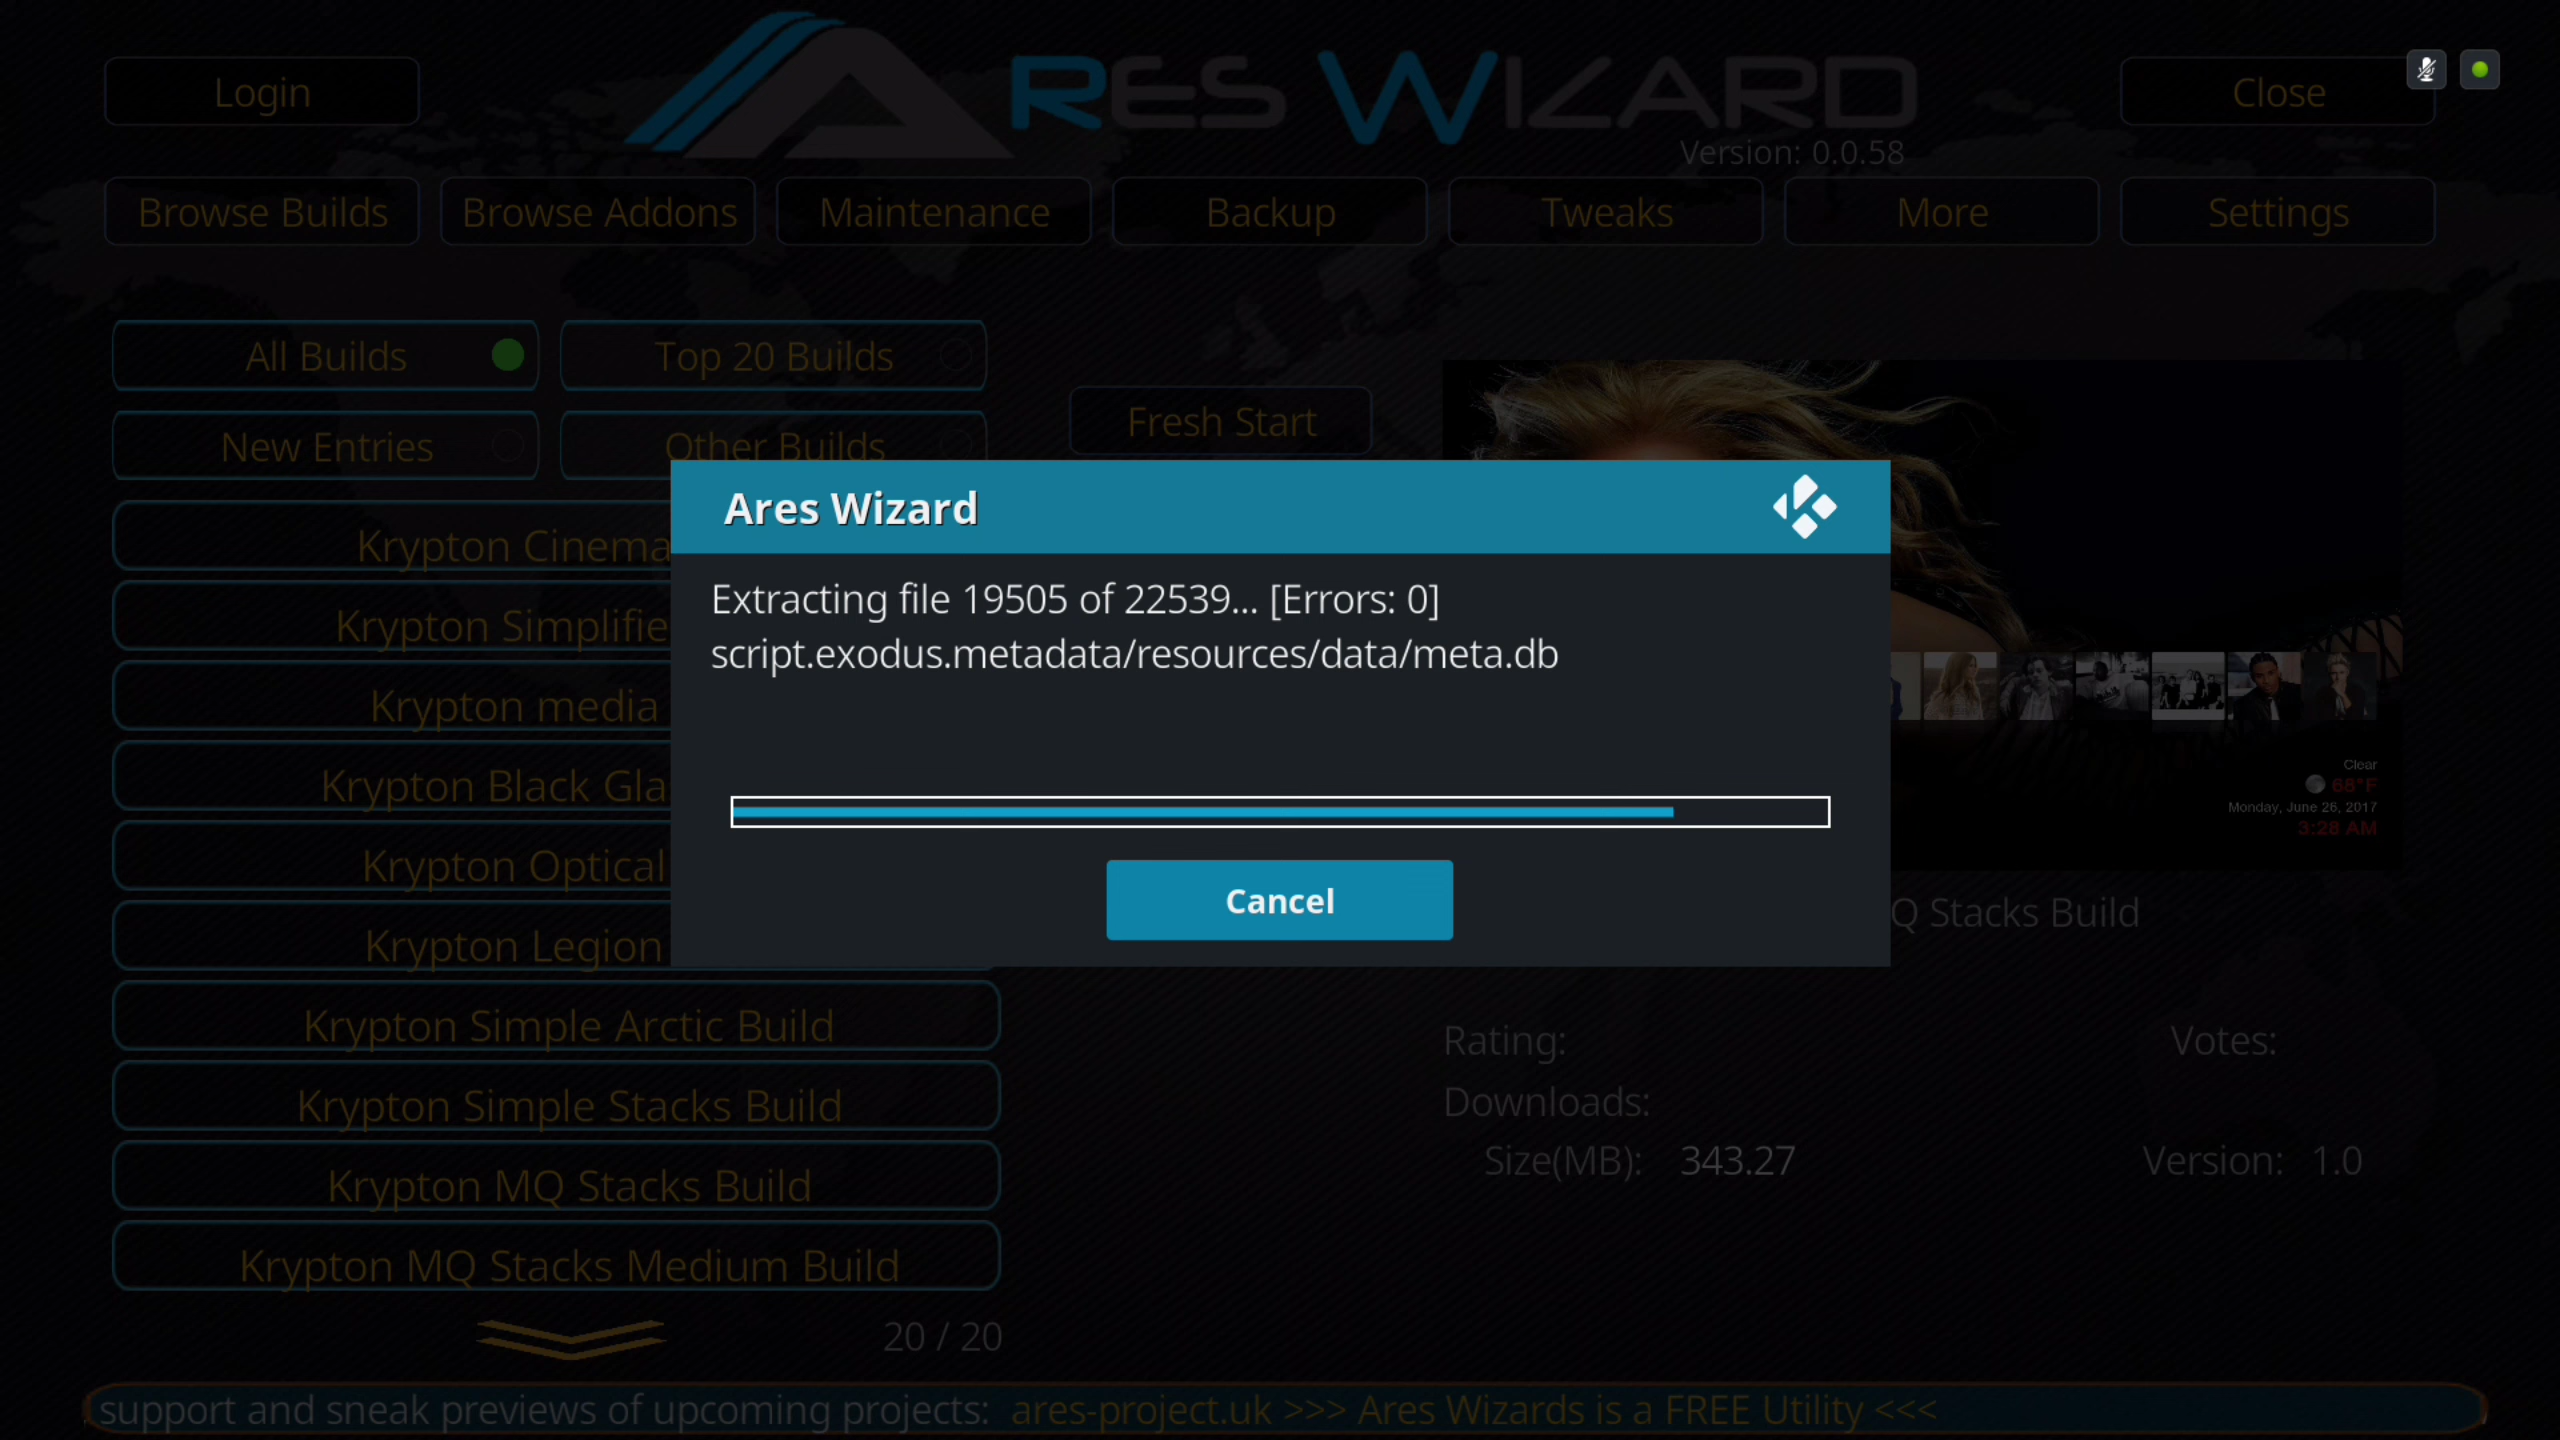 Login
ARES WIZARD
Close
Version: 0.0.58
Browse Builds
Browse Addons
Maintenance
Backup
Tweaks
More
Settings
All Builds
Top 20 Builds
New Entries
Other Builds
Fresh Start
Ares Wizard
Extracting file 19505 of 22539... [Errors: 0]
script.exodus.metadata/resources/data/meta.db
Cancel
Krypton Cinema
Krypton Simplifie
Krypton media
Krypton Black Gla
Krypton Optical
Krypton Legion
Krypton Simple Arctic Build
Krypton Simple Stacks Build
Krypton MQ Stacks Build
Krypton MQ Stacks Medium Build
20 / 20
Clear
68°F
Monday, June 26, 2017
3:28 AM
Q Stacks Build
Rating:
Votes:
Downloads:
Size(MB): 343.27
Version: 1.0
support and sneak previews of upcoming projects: ares-project.uk >>> Ares Wizards is a FREE Utility <<<